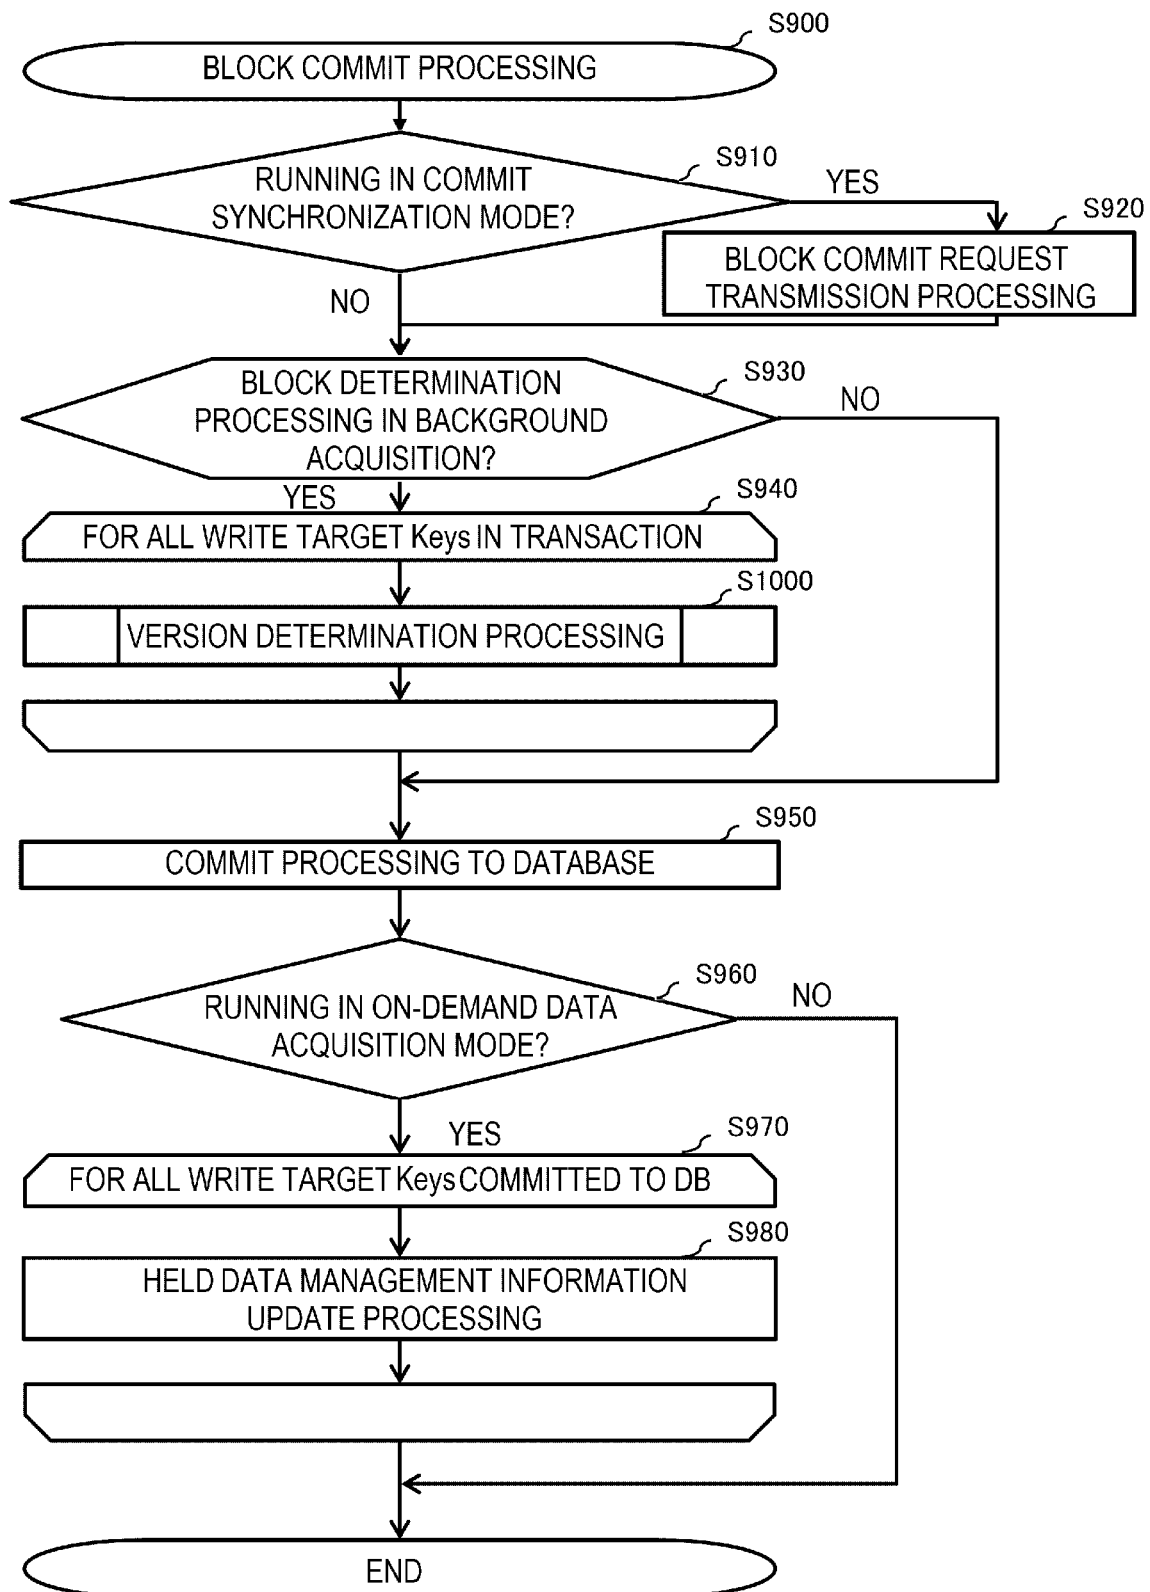 S900
BLOCK COMMIT PROCESSING
S910
RUNNING IN COMMIT
SYNCHRONIZATION MODE?
YES
S920
BLOCK COMMIT REQUEST
TRANSMISSION PROCESSING
NO
S930
BLOCK DETERMINATION
PROCESSING IN BACKGROUND
ACQUISITION?
NO
YES
S940
FOR ALL WRITE TARGET Keys IN TRANSACTION
S1000
VERSION DETERMINATION PROCESSING
S950
COMMIT PROCESSING TO DATABASE
S960
RUNNING IN ON-DEMAND DATA
ACQUISITION MODE?
NO
YES
S970
FOR ALL WRITE TARGET Keys COMMITTED TO DB
S980
HELD DATA MANAGEMENT INFORMATION
UPDATE PROCESSING
END